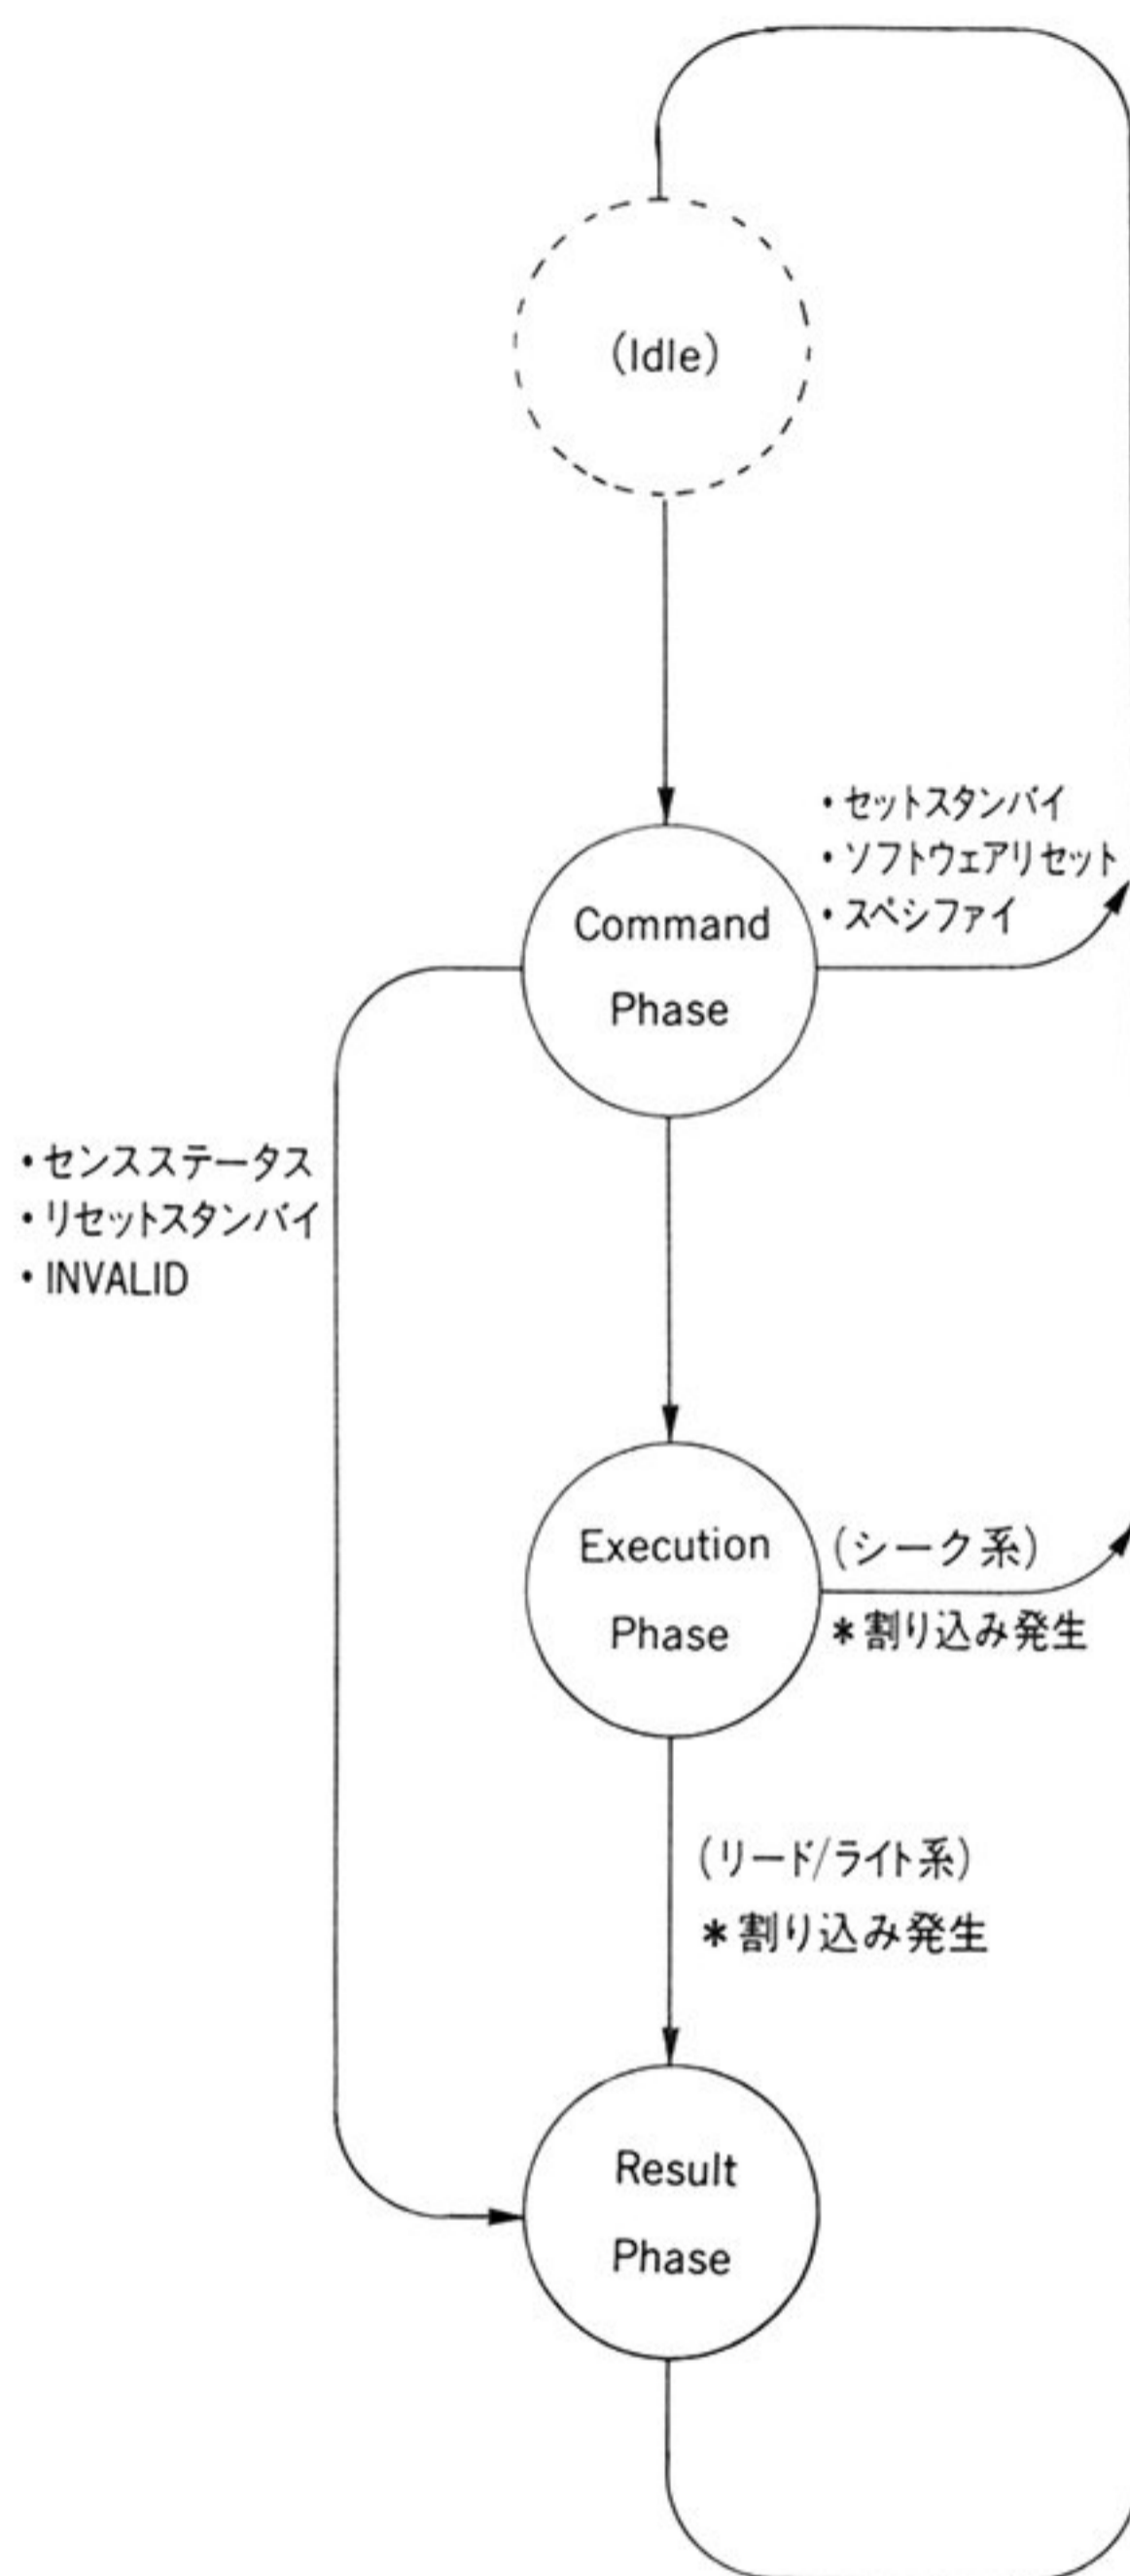 (Idle)
・セットスタンバイ
・ソフトウェアリセット
・スペシファイ
Command
Phase
・センスステータス
・リセットスタンバイ
・INVALID
Execution
Phase
(シーク系)
*割り込み発生
(リード/ライト系)
*割り込み発生
Result
Phase